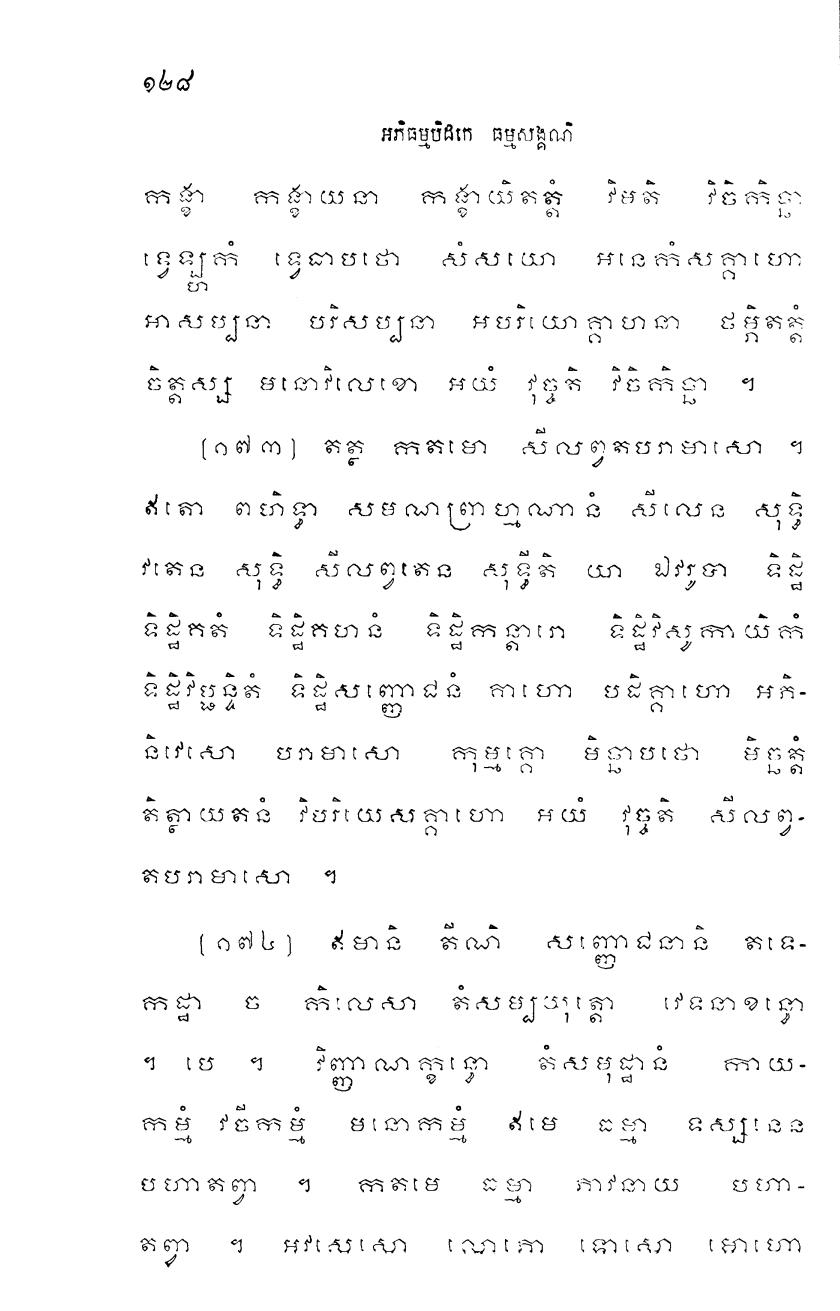 ១២៨
អភិធម្មបិដកេ ធម្មសង្គណិ
កង្ខា កង្ខាយនា កង្ខាយិតត្តំ វិមតិ វិចិកិច្ឆា
ទ្វេឡ្ហកំ ទ្វេធាបថោ សំសយោ អនេកំសគ្គាហោ
អាសប្បនា បរិសប្បនា អបរិយោគាហនា ថម្ភិតត្តំ
ចិត្តស្ស មនោវិលេខោ អយំ វុច្ចតិ វិចិកិច្ឆា ។
(១៧៣) តត្ថ កតមោ សីលព្វតបរាមាសោ ។
ឥតោ ពហិទ្ធា សមណព្រាហ្មណានំ សីលេន សុទ្ធិ
វតេន សុទ្ធិ សីលព្វតេន សុទ្ធីតិ យា ឯវរូបា ទិដ្ឋិ
ទិដ្ឋិគតំ ទិដ្ឋិគហនំ ទិដ្ឋិកន្តារោ ទិដ្ឋិវិសូកាយិកំ
ទិដ្ឋិវិប្ផន្ទិតំ ទិដ្ឋិសញ្ញោជនំ គាហោ បដិគ្គាហោ អភិ-
និវេសោ បរាមាសោ កុម្មគ្គោ មិច្ឆាបថោ មិច្ឆត្តំ
តិត្ថាយតនំ វិបរិយេសគ្គាហោ អយំ វុច្ចតិ សីលព្វ-
តបរាមាសោ ។
(១៧៤) ឥមានិ តីណិ សញ្ញោជនានិ តទេ-
កដ្ឋា ច កិលេសា តំសម្បយុត្តោ វេទនាខន្ធោ
។ បេ ។ វិញ្ញាណក្ខន្ធោ តំសមុដ្ឋានំ កាយ-
កម្មំ វចីកម្មំ មនោកម្មំ ឥមេ ធម្មា ទស្សនេន
បហាតព្វា ។ កតមេ ធម្មា ភាវនាយ បហា-
តព្វា ។ អវសេសោ លោភោ ទោសោ មោហោ